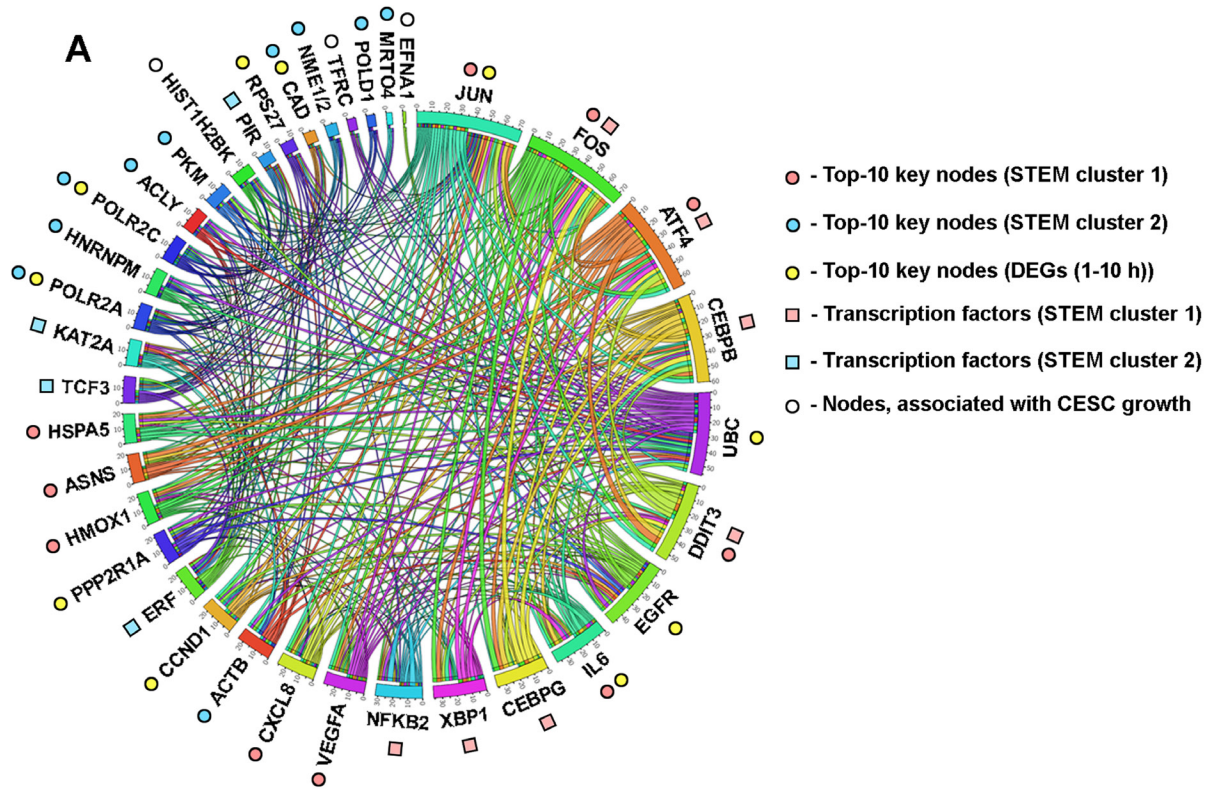 A
EFNA1
MRTO4
POLD1
TFRC
NME1/2
CAD
RPS27
PIR
HIST1H2BK
PKM
ACLY
POLR2C
HNRNPM
POLR2A
KAT2A
TCF3
HSPA5
ASNS
HMOX1
PPP2R1A
ERF
CCND1
ACTB
CXCL8
VEGFA
NFKB2
XBP1
CEBPG
IL6
EGFR
DDIT3
UBC
CEBPB
ATF4
FOS
JUN
- Top-10 key nodes (STEM cluster 1)
- Top-10 key nodes (STEM cluster 2)
- Top-10 key nodes (DEGs (1-10 h))
- Transcription factors (STEM cluster 1)
- Transcription factors (STEM cluster 2)
- Nodes, associated with CESC growth